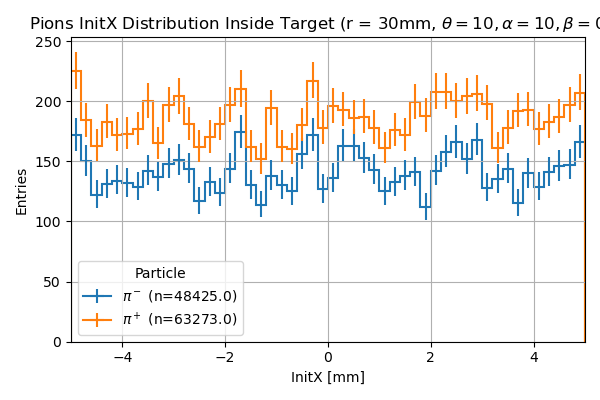 Pions InitX Distribution Inside Target (r = 30mm, θ = 10, α = 10, β = 0
250
200
150
100
50
0
Entries
Particle
π⁻ (n=48425.0)
π⁺ (n=63273.0)
−4 −2 0 2 4
InitX [mm]